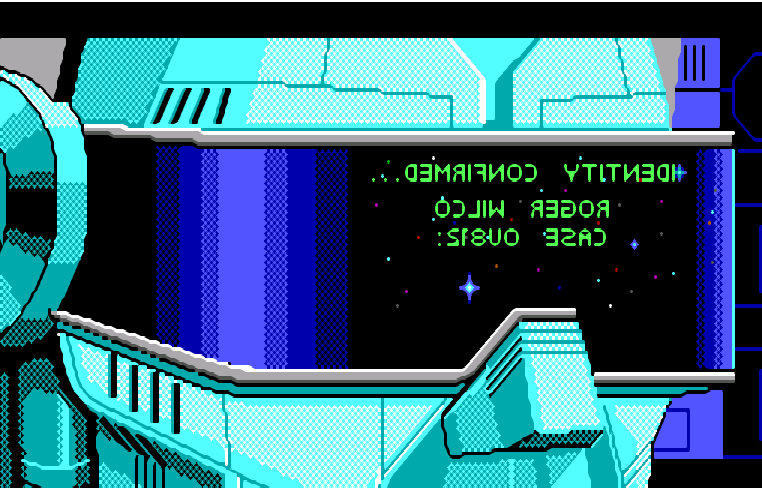 IDENTITY CONFIRMED...
ROGER WILCO
CASE OU812: